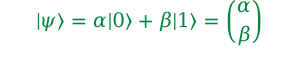 |ψ⟩ = α|0⟩ + β|1⟩ = (α
β)